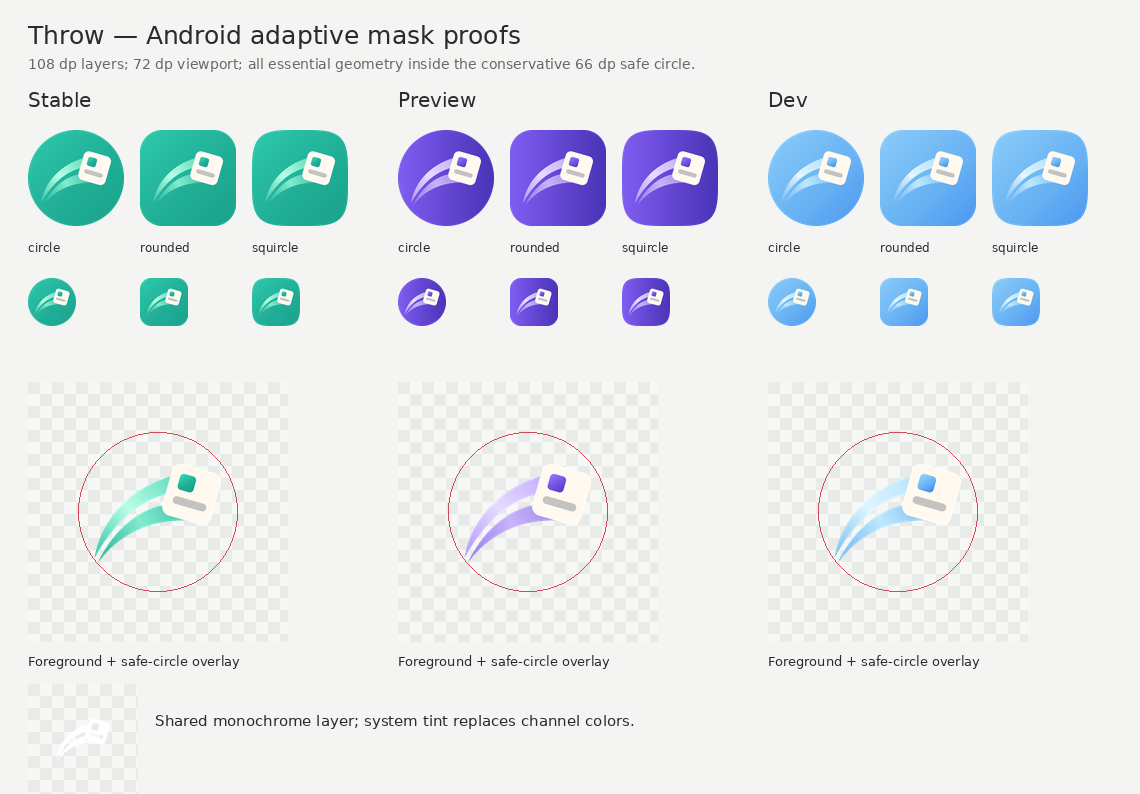 Throw — Android adaptive mask proofs
108 dp layers; 72 dp viewport; all essential geometry inside the conservative 66 dp safe circle.
Stable
Preview
Dev
circle
rounded
squircle
circle
rounded
squircle
circle
rounded
squircle
Foreground + safe-circle overlay
Foreground + safe-circle overlay
Foreground + safe-circle overlay
Shared monochrome layer; system tint replaces channel colors.